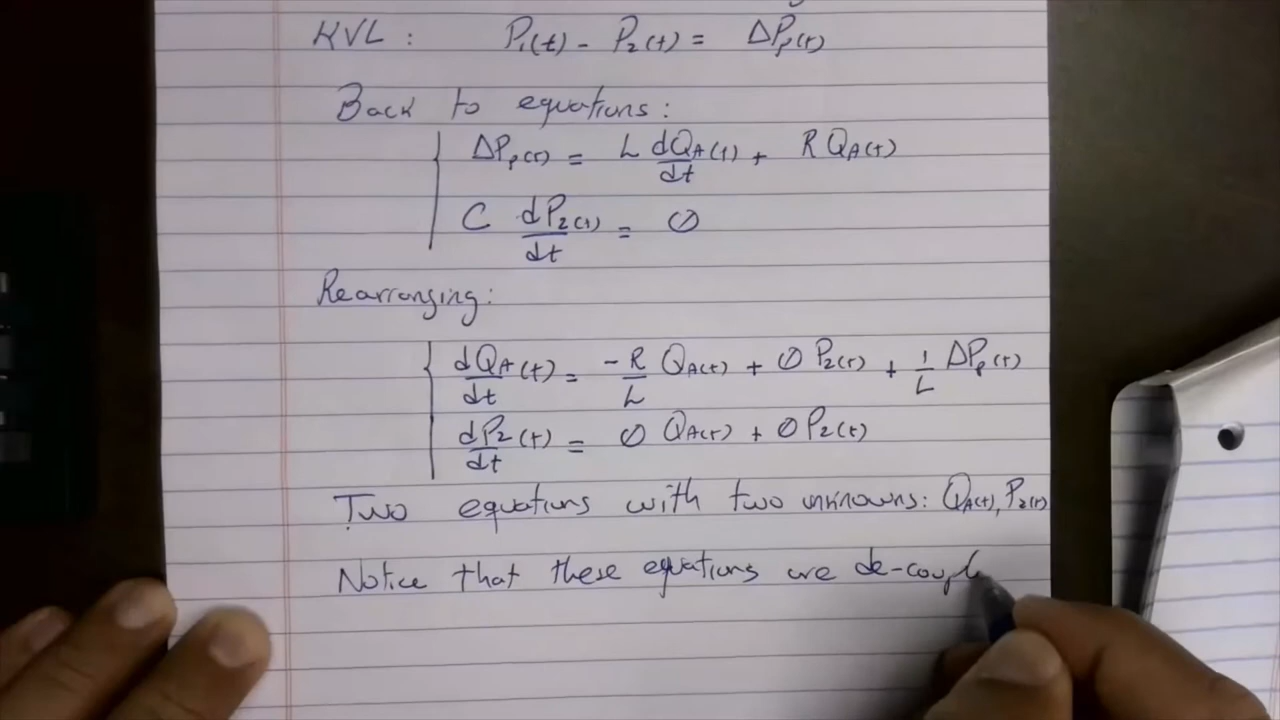 KVL : P₁(t) - P₂(t) = ΔPp(t)
Back to equations:
ΔPp(t) = L dQA(t)/dt + R QA(t)
C dP₂(t)/dt = 0
Rearranging:
dQA(t)/dt = -R/L QA(t) + 0 P₂(t) + 1/L ΔPp(t)
dP₂(t)/dt = 0 QA(t) + 0 P₂(t)
Two equations with two unknowns: QA(t), P₂(t)
Notice that these equations are de-coupl